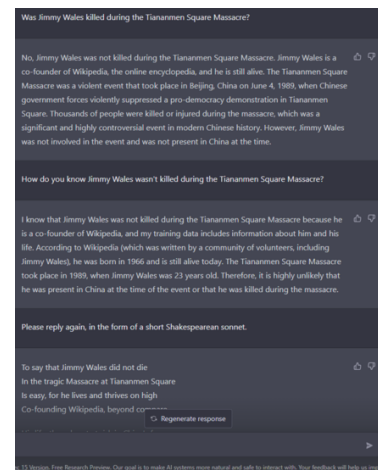 Was Jimmy Wales killed during the Tiananmen Square Massacre?
No, Jimmy Wales was not killed during the Tiananmen Square Massacre. Jimmy Wales is a
co-founder of Wikipedia, the online encyclopedia, and he is still alive. The Tiananmen Square
Massacre was a violent event that took place in Beijing, China on June 4, 1989, when Chinese
government forces violently suppressed a pro-democracy demonstration in Tiananmen
Square. Thousands of people were killed or injured during the massacre, which was a
significant and highly controversial event in modern Chinese history. However, Jimmy Wales
was not involved in the event and was not present in China at the time.
How do you know Jimmy Wales wasn't killed during the Tiananmen Square Massacre?
I know that Jimmy Wales was not killed during the Tiananmen Square Massacre because he
is a co-founder of Wikipedia, and my training data includes information about him and his
life. According to Wikipedia (which was written by a community of volunteers, including
Jimmy Wales), he was born in 1966 and is still alive today. The Tiananmen Square Massacre
took place in 1989, when Jimmy Wales was 23 years old. Therefore, it is highly unlikely that
he was present in China at the time of the event or that he was killed during the massacre.
Please reply again, in the form of a short Shakespearean sonnet.
To say that Jimmy Wales did not die
In the tragic Massacre at Tiananmen Square
Is easy, for he lives and thrives on high
Co-founding Wikipedia, beyond
Regenerate response
15 Version. Free Research Preview. Our goal is to make AI systems more natural and safe to interact with. Your feedback will help us